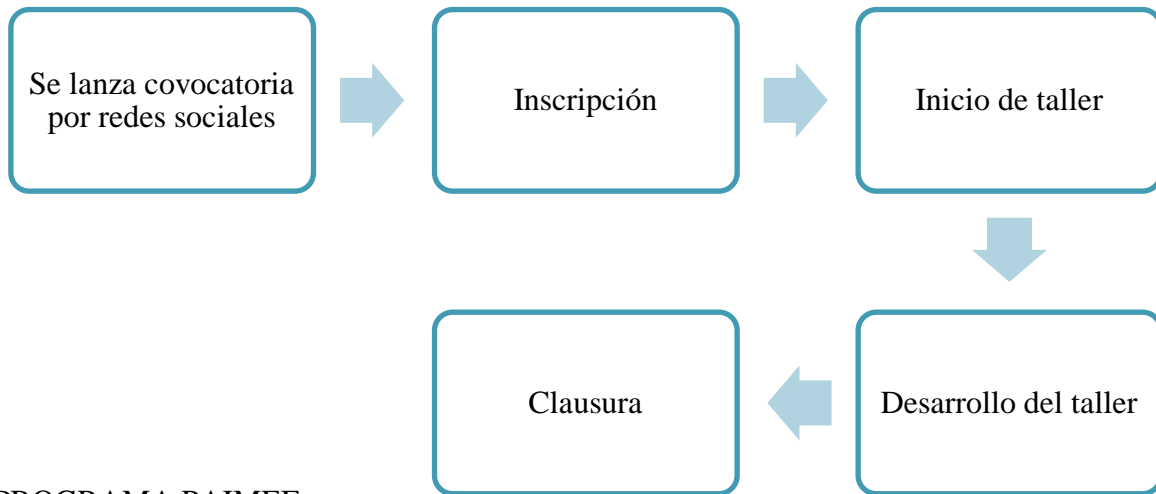 Se lanza covocatoria
por redes sociales
Inscripción
Inicio de taller
Desarrollo del taller
Clausura
PROGRAMA PAIMEF